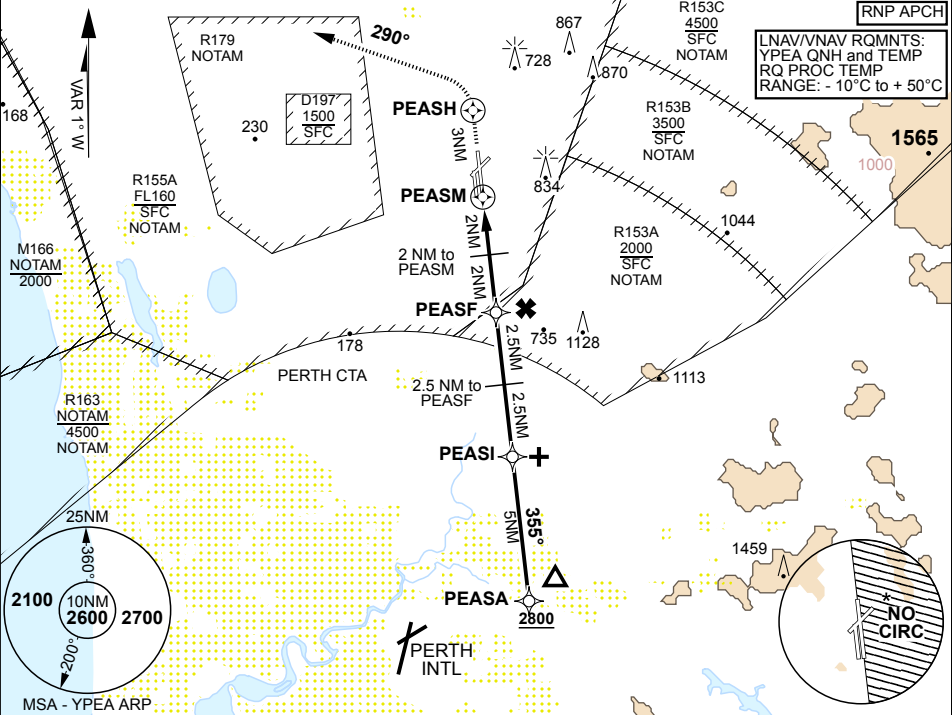 RNP APCH
LNAV/VNAV RQMNTS:
YPEA QNH and TEMP
RQ PROC TEMP
RANGE: - 10°C to + 50°C
R153C
4500
SFC
NOTAM
867
728
870
290°
R179
NOTAM
VAR 1° W
168
D197
1500
SFC
230
PEASH
3NM
R153B
3500
SFC
NOTAM
1565
1000
834
PEASM
R155A
FL160
SFC
NOTAM
M166
NOTAM
2000
2NM
2 NM to
PEASM
2NM
R153A
2000
SFC
NOTAM
1044
PEASF
735
1128
178
2.5NM
PERTH CTA
2.5 NM to
PEASF
2.5NM
1113
R163
NOTAM
4500
NOTAM
PEASI
355°
5NM
25NM
360°
2100
10NM
2600
2700
200°
MSA - YPEA ARP
PEASA
2800
PERTH
INTL
1459
*
NO
CIRC